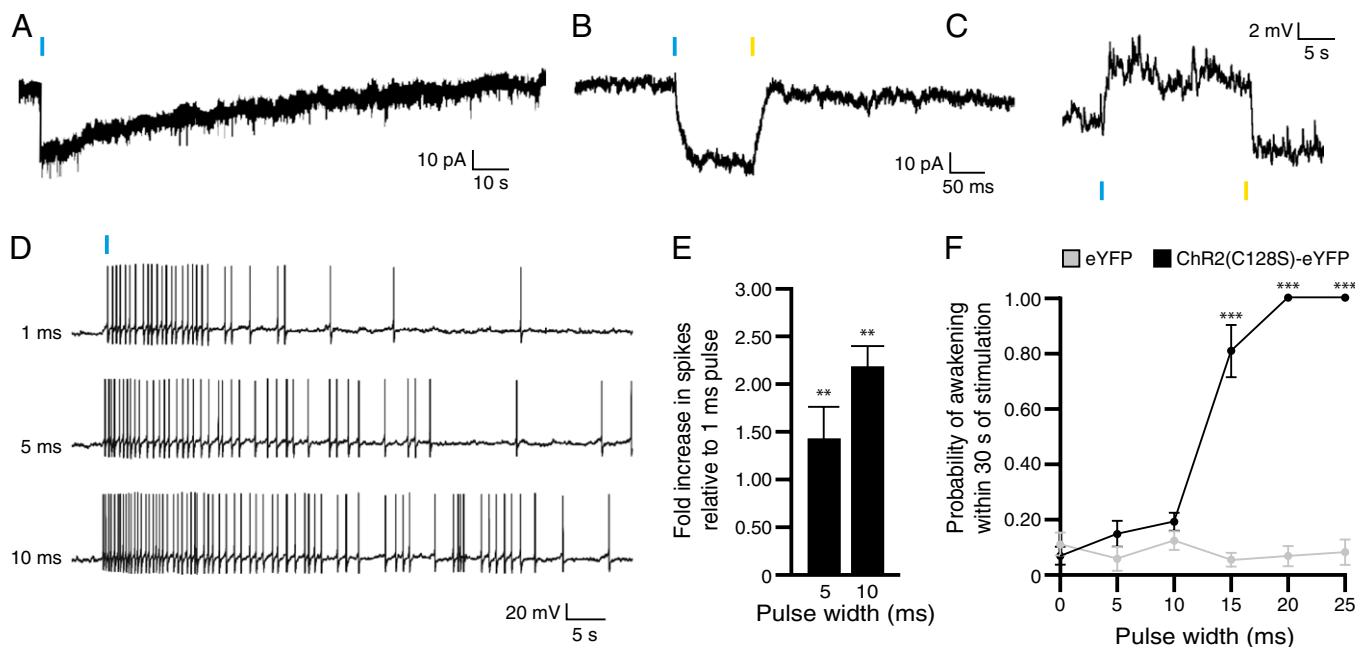 A
10 pA
10 s
B
10 pA
50 ms
C
2 mV
5 s
D
1 ms
5 ms
10 ms
20 mV
5 s
E
Fold increase in spikes
relative to 1 ms pulse
3.00
2.50
2.00
1.50
1.00
0.50
0
**
**
5
10
Pulse width (ms)
F
eYFP
ChR2(C128S)-eYFP
Probability of awakening
within 30 s of stimulation
1.00
0.80
0.60
0.40
0.20
0
***
***
***
0
5
10
15
20
25
Pulse width (ms)